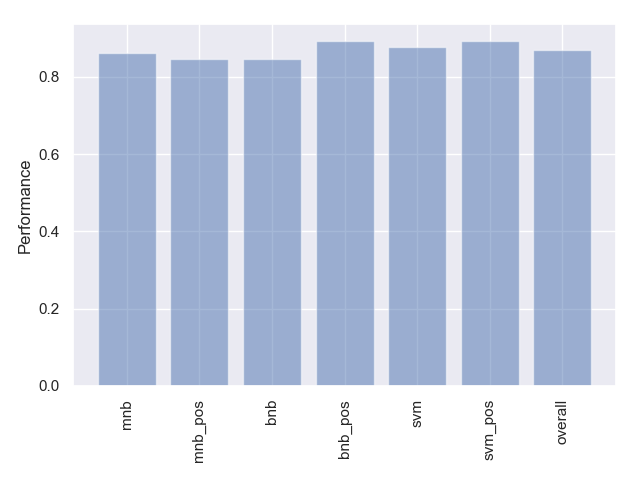 Performance
0.8
0.6
0.4
0.2
0.0
mnb
mnb_pos
bnb
bnb_pos
svm
svm_pos
overall